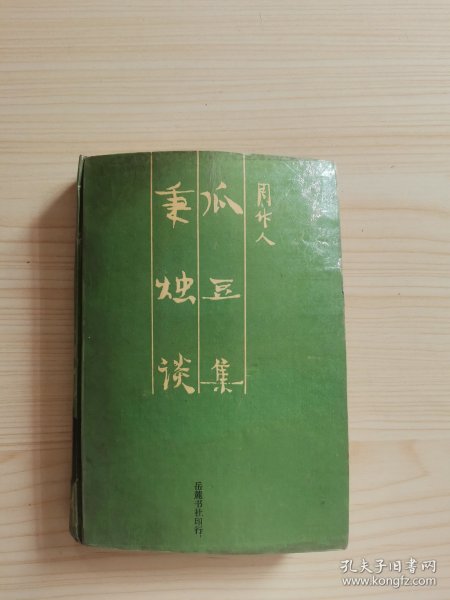 周作人
瓜豆集
秉烛谈
岳麓书社印行
孔夫子旧书网
www.kongfz.com